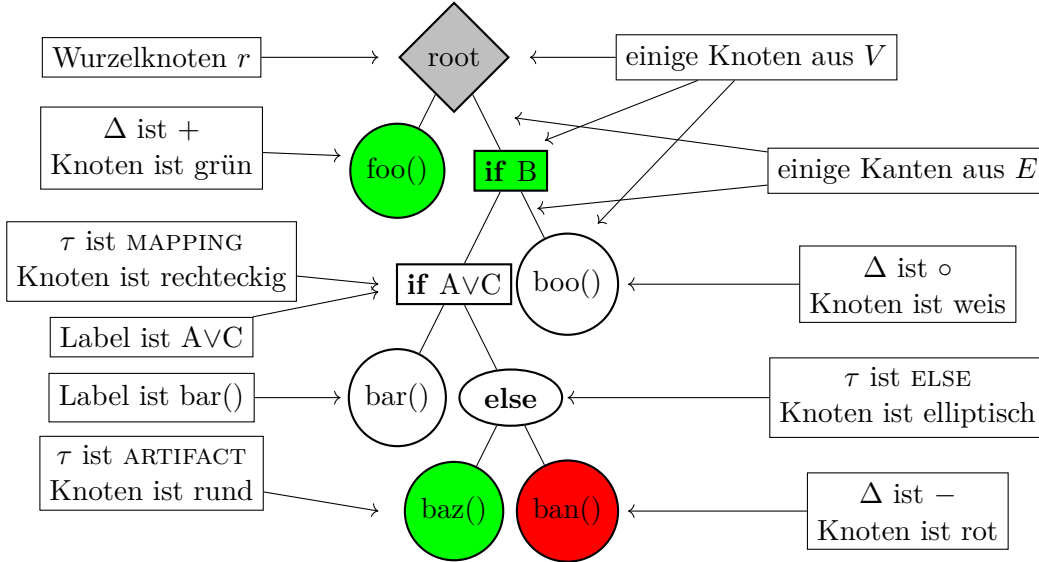 Wurzelknoten r
root
einige Knoten aus V
Δ ist +
Knoten ist grün
foo()
if B
einige Kanten aus E
τ ist MAPPING
Knoten ist rechteckig
if A∨C
boo()
Δ ist ∘
Knoten ist weis
Label ist A∨C
Label ist bar()
bar()
else
τ ist ELSE
Knoten ist elliptisch
τ ist ARTIFACT
Knoten ist rund
baz()
ban()
Δ ist −
Knoten ist rot